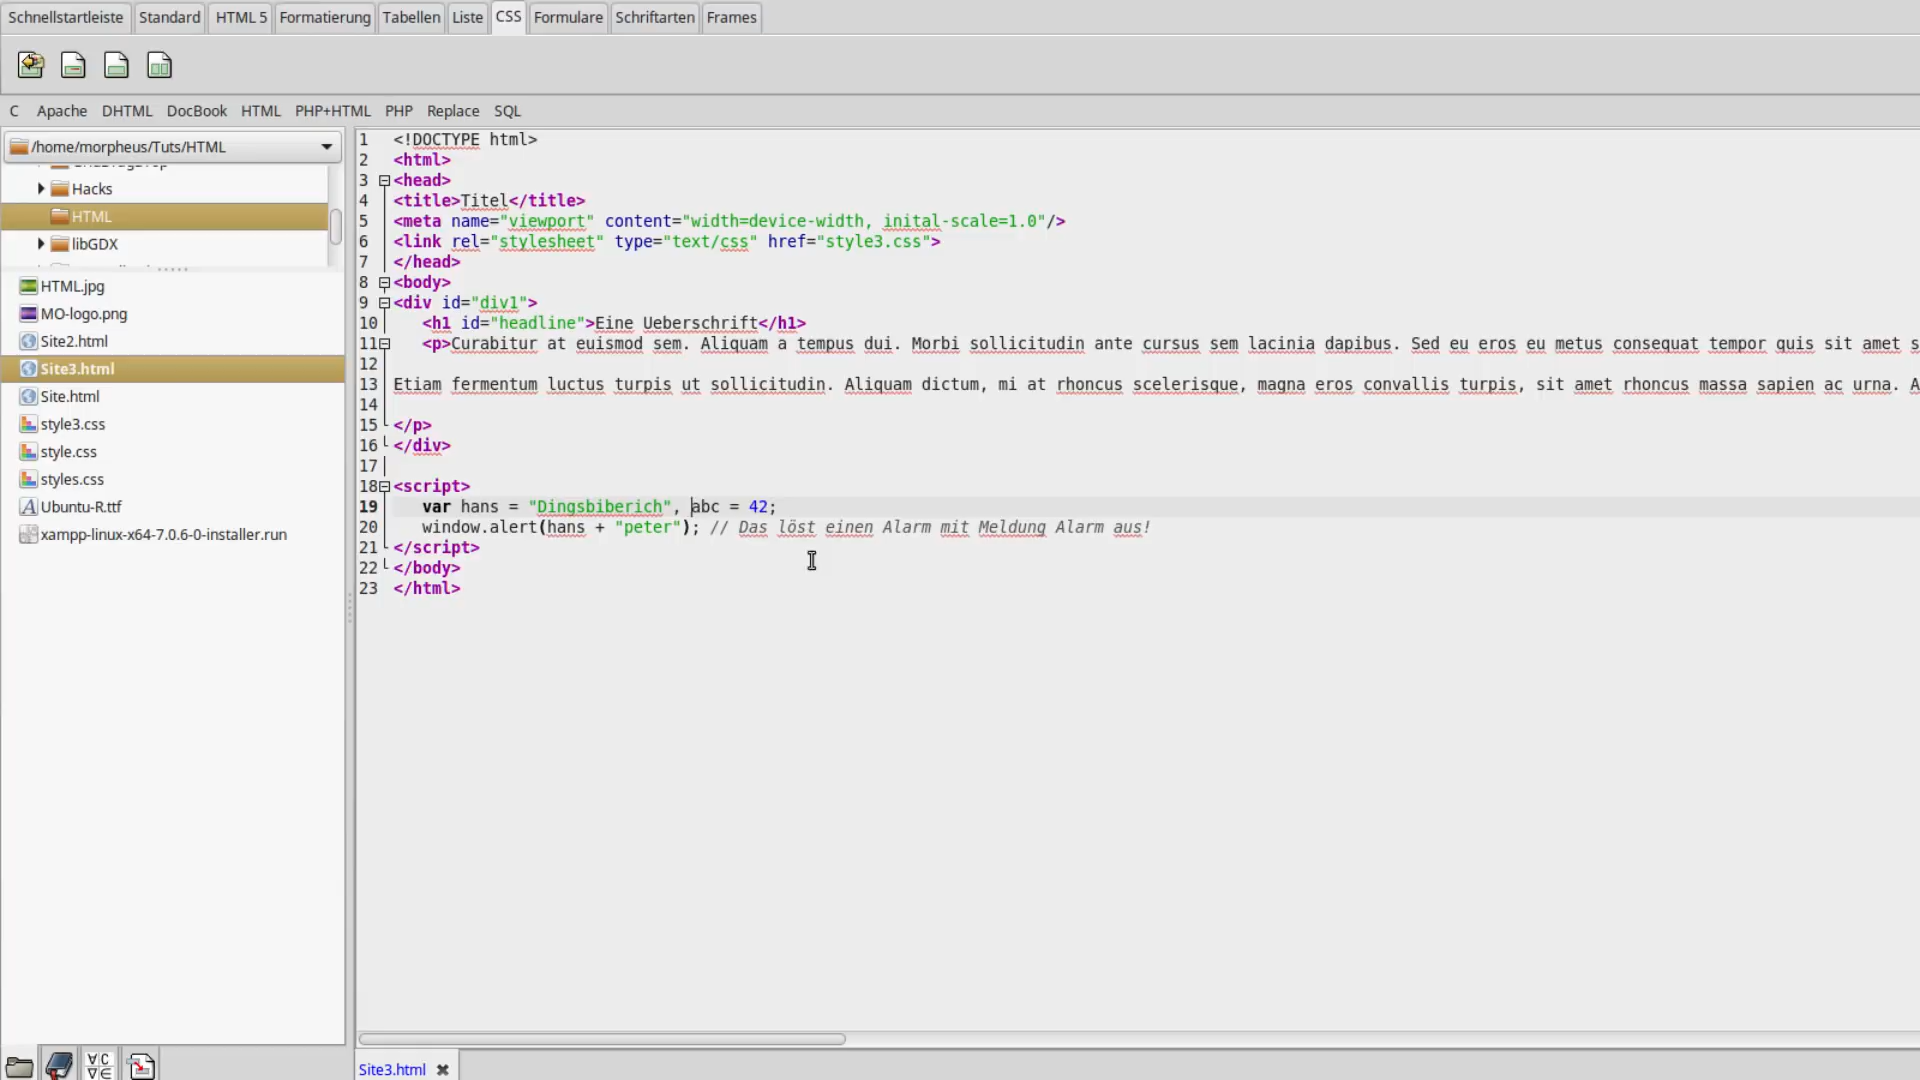 Schnellstartleiste Standard HTML 5 Formatierung Tabellen Liste CSS Formulare Schriftarten Frames
C Apache DHTML DocBook HTML PHP+HTML PHP Replace SQL
/home/morpheus/Tuts/HTML
Hacks
HTML
libGDX
HTML.jpg
MO-logo.png
Site2.html
Site3.html
Site.html
style3.css
style.css
styles.css
Ubuntu-R.ttf
xampp-linux-x64-7.0.6-0-installer.run
1 <!DOCTYPE html>
2 <html>
3 <head>
4 <title>Titel</title>
5 <meta name="viewport" content="width=device-width, inital-scale=1.0"/>
6 <link rel="stylesheet" type="text/css" href="style3.css">
7 </head>
8 <body>
9 <div id="div1">
10 <h1 id="headline">Eine Ueberschrift</h1>
11 <p>Curabitur at euismod sem. Aliquam a tempus dui. Morbi sollicitudin ante cursus sem lacinia dapibus. Sed eu eros eu metus consequat tempor quis sit amet s
12
13 Etiam fermentum luctus turpis ut sollicitudin. Aliquam dictum, mi at rhoncus scelerisque, magna eros convallis turpis, sit amet rhoncus massa sapien ac urna. A
14
15 </p>
16 </div>
17
18 <script>
19 var hans = "Dingsbiberich", abc = 42;
20 window.alert(hans + "peter"); // Das löst einen Alarm mit Meldung Alarm aus!
21 </script>
22 </body>
23 </html>
Site3.html